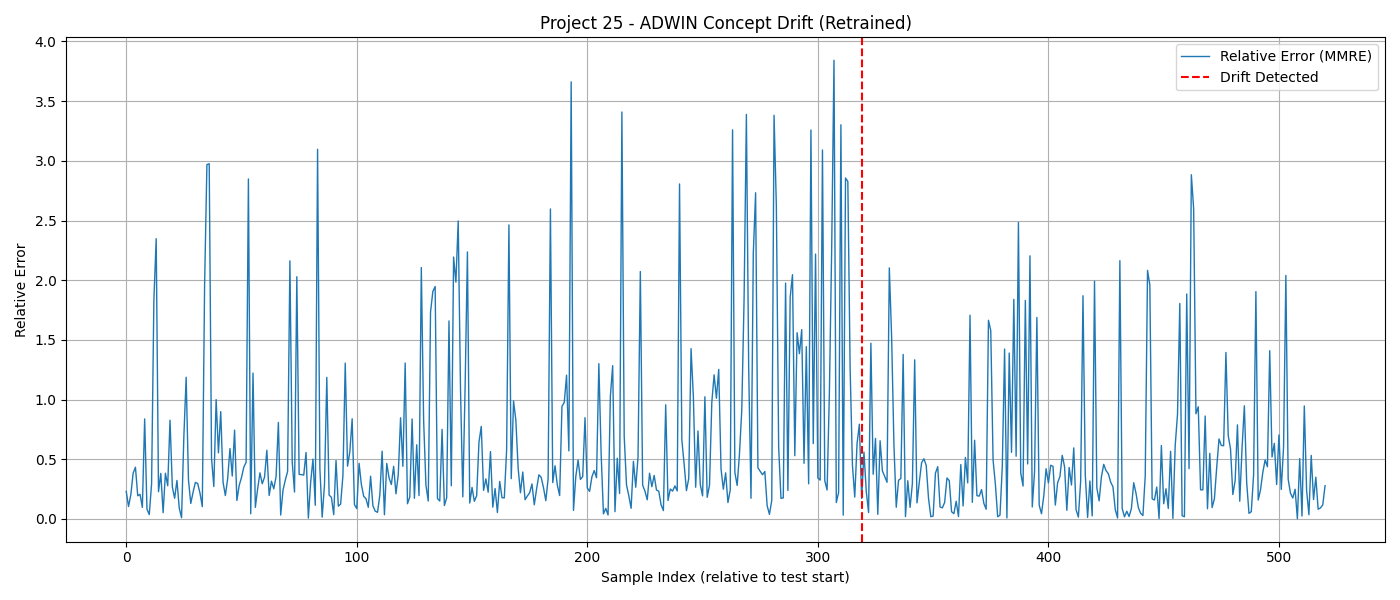 Project 25 - ADWIN Concept Drift (Retrained)
Relative Error (MMRE)
Drift Detected
Relative Error
4.0
3.5
3.0
2.5
2.0
1.5
1.0
0.5
0.0
0 100 200 300 400 500
Sample Index (relative to test start)